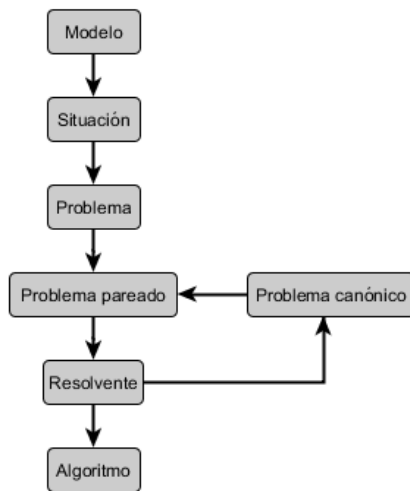 Modelo
Situación
Problema
Problema pareado
Problema canónico
Resolvente
Algoritmo